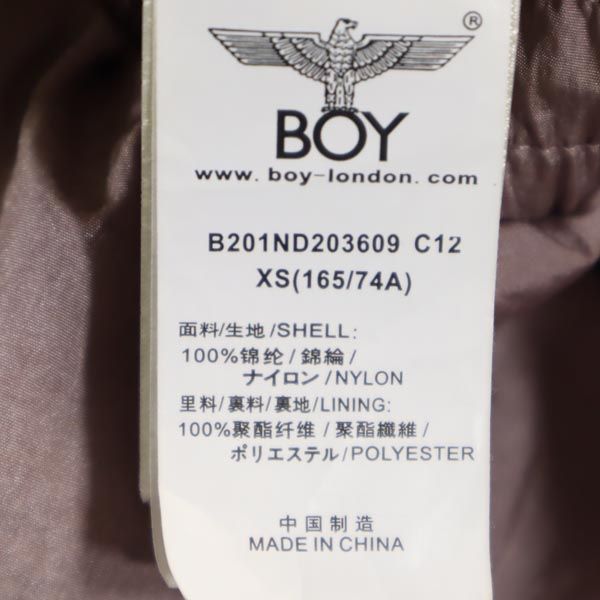 ®
BOY
www.boy-london.com
B201ND203609 C12
XS(165/74A)
面料/生地/SHELL:
100%锦纶/錦綸/
ナイロン/NYLON
里料/裏料/裏地/LINING:
100%聚酯纤维/聚酯纖維/
ポリエステル/POLYESTER
中国制造
MADE IN CHINA